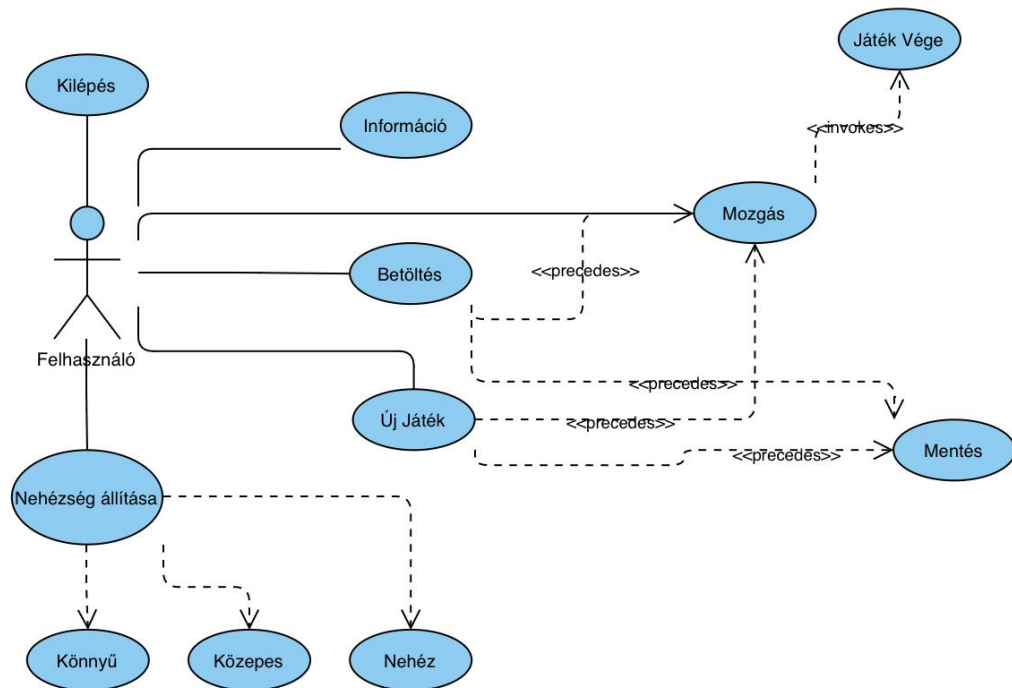 Játék Vége
Kilépés
Információ
<<invokes>>
Mozgás
Betöltés
<<precedes>>
Felhasználó
<<precedes>>
Új Játék
<<precedes>>
Mentés
<<precedes>>
Nehézség állítása
Könnyű
Közepes
Nehéz